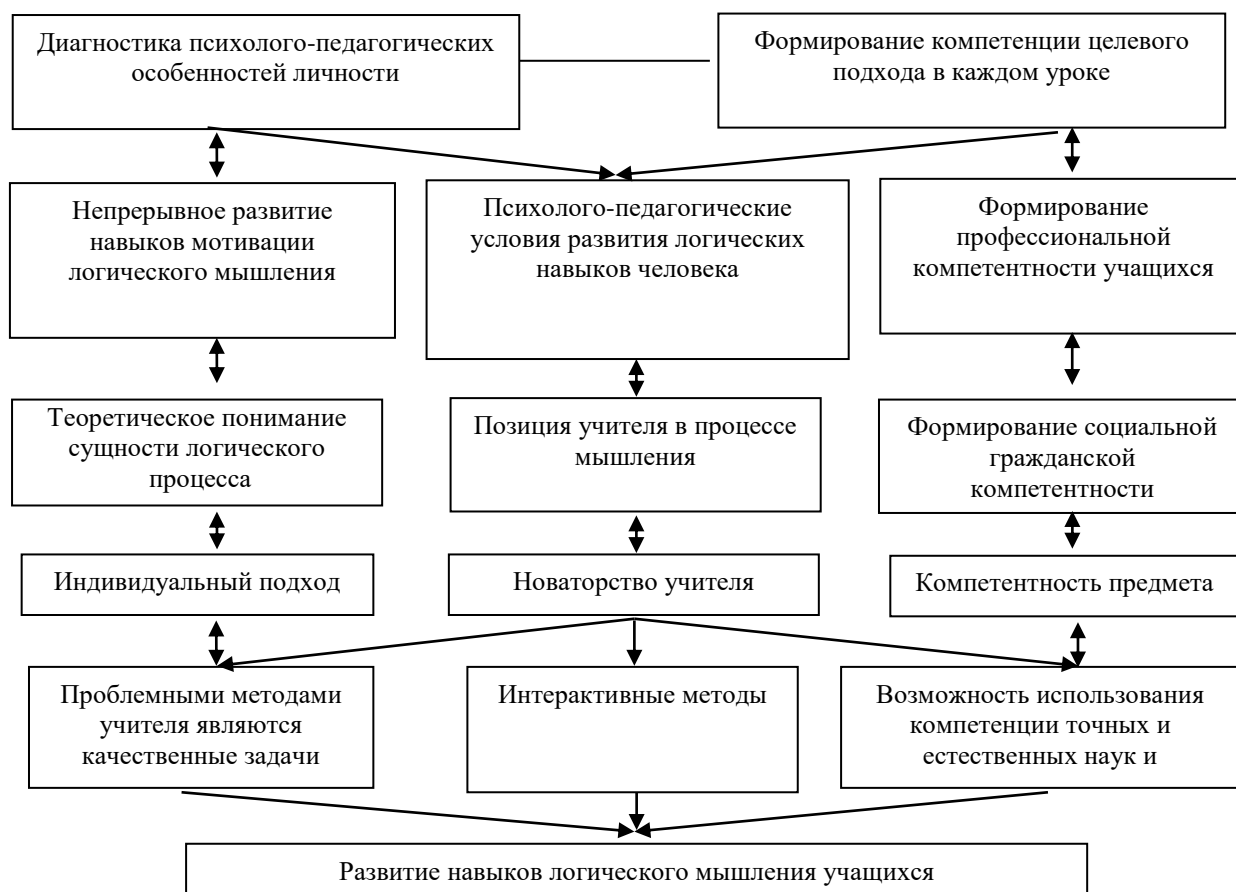 Диагностика психолого-педагогических
особенностей личности
Формирование компетенции целевого
подхода в каждом уроке
Непрерывное развитие
навыков мотивации
логического мышления
Психолого-педагогические
условия развития логических
навыков человека
Формирование
профессиональной
компетентности учащихся
Теоретическое понимание
сущности логического
процесса
Позиция учителя в процессе
мышления
Формирование социальной
гражданской
компетентности
Индивидуальный подход
Новаторство учителя
Компетентность предмета
Проблемными методами
учителя являются
качественные задачи
Интерактивные методы
Возможность использования
компетенции точных и
естественных наук и
Развитие навыков логического мышления учащихся